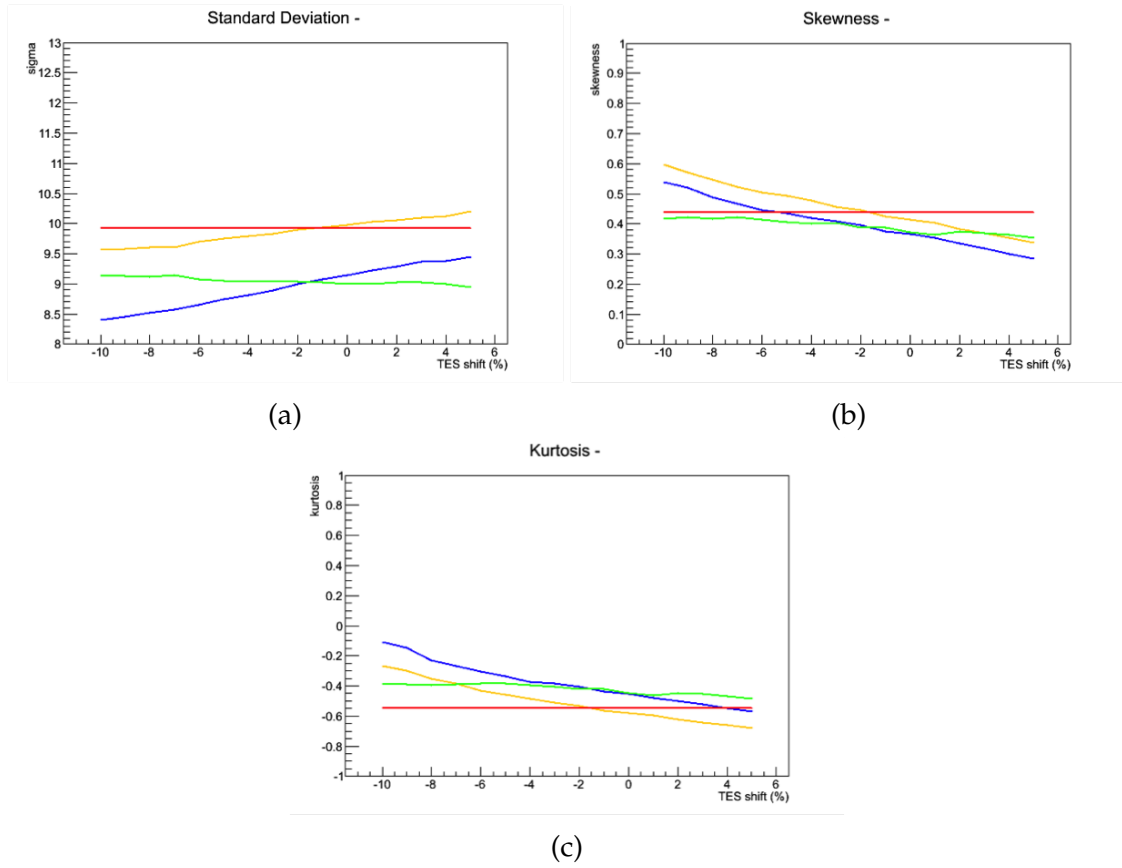 Standard Deviation -
sigma
13
12.5
12
11.5
11
10.5
10
9.5
9
8.5
8
-10 -8 -6 -4 -2 0 2 4 6
TES shift (%)
(a)
Skewness -
skewness
1
0.9
0.8
0.7
0.6
0.5
0.4
0.3
0.2
0.1
0
-10 -8 -6 -4 -2 0 2 4 6
TES shift (%)
(b)
Kurtosis -
kurtosis
1
0.8
0.6
0.4
0.2
0
-0.2
-0.4
-0.6
-0.8
-1
-10 -8 -6 -4 -2 0 2 4 6
TES shift (%)
(c)